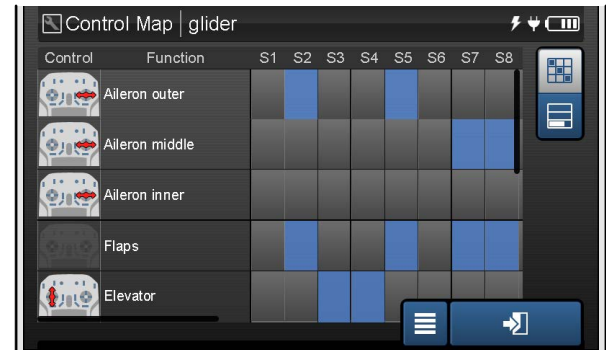 Control Map | glider
Control Function S1 S2 S3 S4 S5 S6 S7 S8
Aileron outer
Aileron middle
Aileron inner
Flaps
Elevator